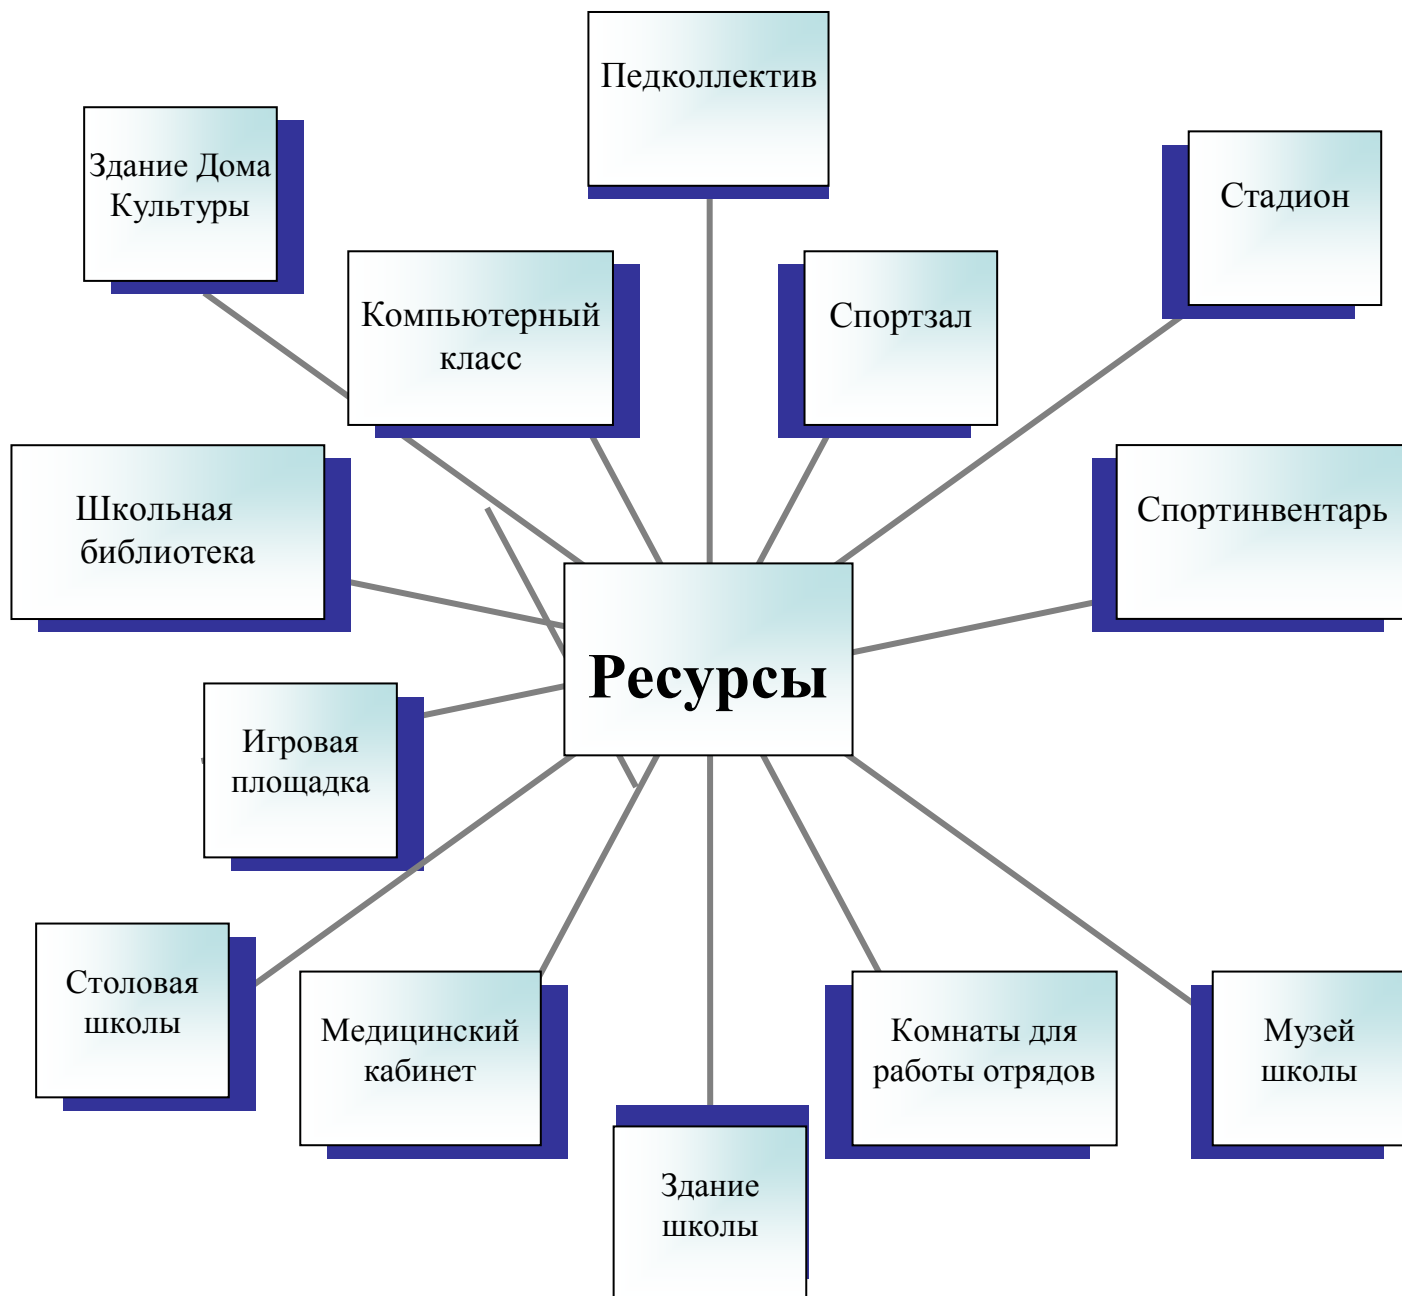 Педколлектив
Здание Дома
Культуры
Стадион
Компьютерный
класс
Спортзал
Школьная
библиотека
Спортинвентарь
Ресурсы
Игровая
площадка
Столовая
школы
Медицинский
кабинет
Комнаты для
работы отрядов
Музей
школы
Здание
школы